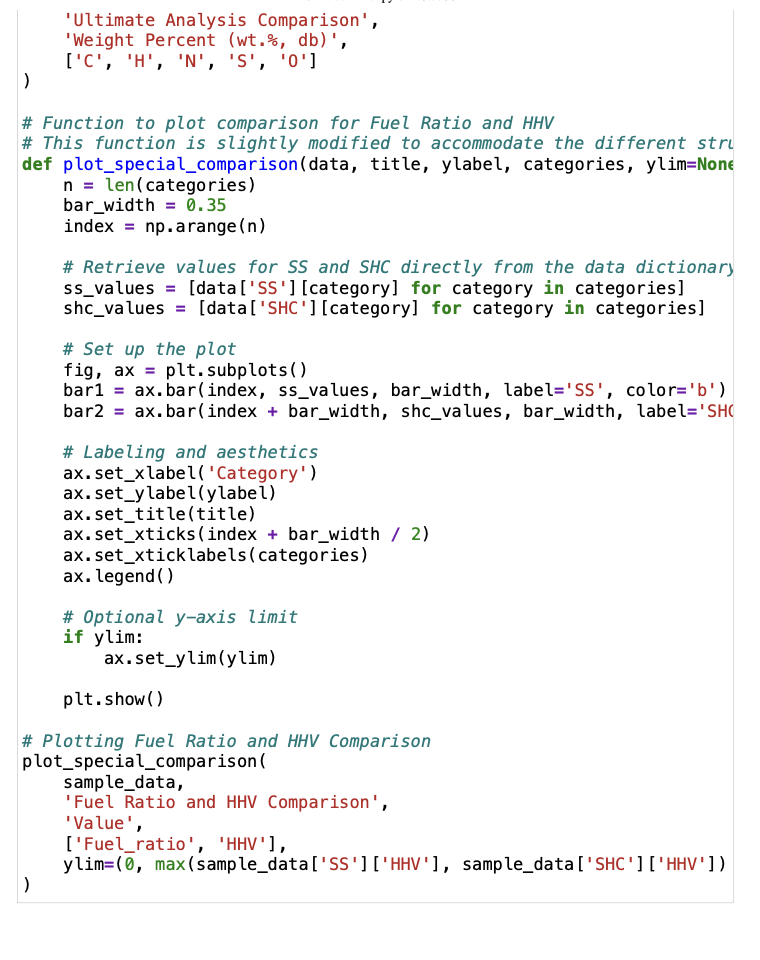 'Ultimate Analysis Comparison',
    'Weight Percent (wt.%, db)',
    ['C', 'H', 'N', 'S', 'O']
)

# Function to plot comparison for Fuel Ratio and HHV
# This function is slightly modified to accommodate the different
def plot_special_comparison(data, title, ylabel, categories, ylim=None
    n = len(categories)
    bar_width = 0.35
    index = np.arange(n)

    # Retrieve values for SS and SHC directly from the data dictionary
    ss_values = [data['SS'][category] for category in categories]
    shc_values = [data['SHC'][category] for category in categories]

    # Set up the plot
    fig, ax = plt.subplots()
    bar1 = ax.bar(index, ss_values, bar_width, label='SS', color='b')
    bar2 = ax.bar(index + bar_width, shc_values, bar_width, label='SHC

    # Labeling and aesthetics
    ax.set_xlabel('Category')
    ax.set_ylabel(ylabel)
    ax.set_title(title)
    ax.set_xticks(index + bar_width / 2)
    ax.set_xticklabels(categories)
    ax.legend()

    # Optional y-axis limit
    if ylim:
        ax.set_ylim(ylim)

    plt.show()

# Plotting Fuel Ratio and HHV Comparison
plot_special_comparison(
    sample_data,
    'Fuel Ratio and HHV Comparison',
    'Value',
    ['Fuel_ratio', 'HHV'],
    ylim=(0, max(sample_data['SS']['HHV'], sample_data['SHC']['HHV'])
)